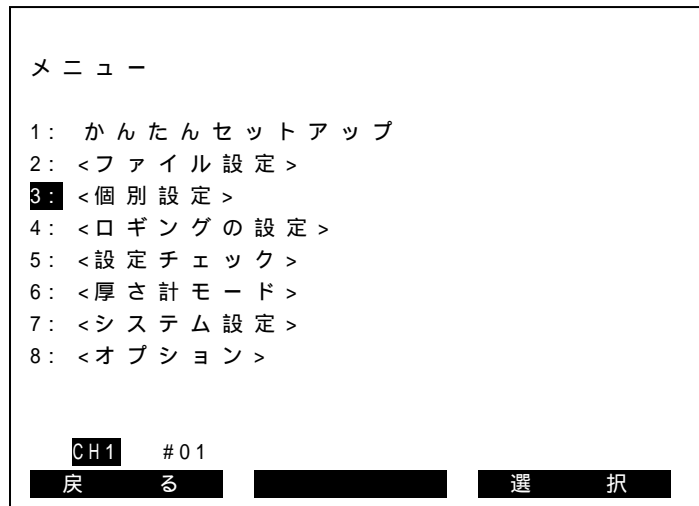 メニュー
1: かんたんセットアップ
2: <ファイル設定>
3: <個別設定>
4: <ロギングの設定>
5: <設定チェック>
6: <厚さ計モード>
7: <システム設定>
8: <オプション>
CH1 #01
戻る 選択